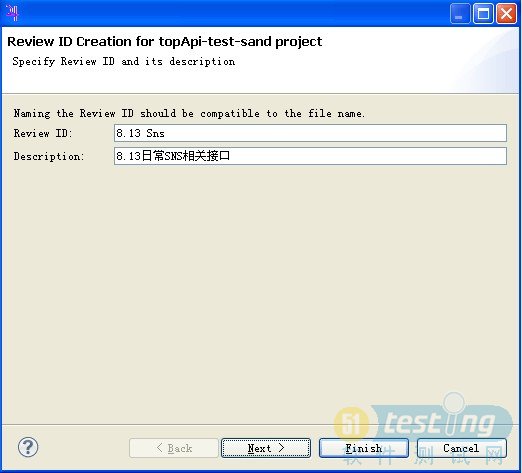 Review ID Creation for topApi-test-sand project
Specify Review ID and its description
Naming the Review ID should be compatible to the file name.
Review ID: 8.13 Sns
Description: 8.13日常SNS相关接口
51 testing
软件测试网
? < Back Next > Finish Cancel